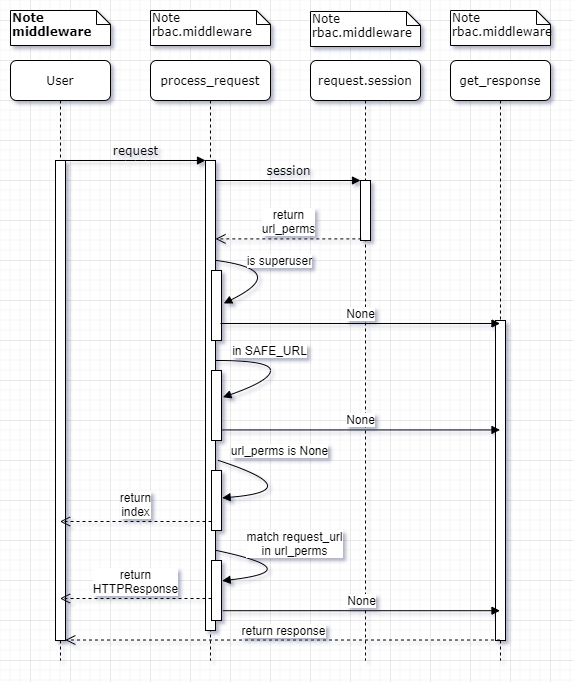 Note
middleware
Note
rbac.middleware
Note
rbac.middleware
Note
rbac.middleware
User
process_request
request.session
get_response
request
session
return
url_perms
is superuser
None
in SAFE_URL
None
url_perms is None
return
index
match request_url
in url_perms
return
HTTPResponse
None
return response